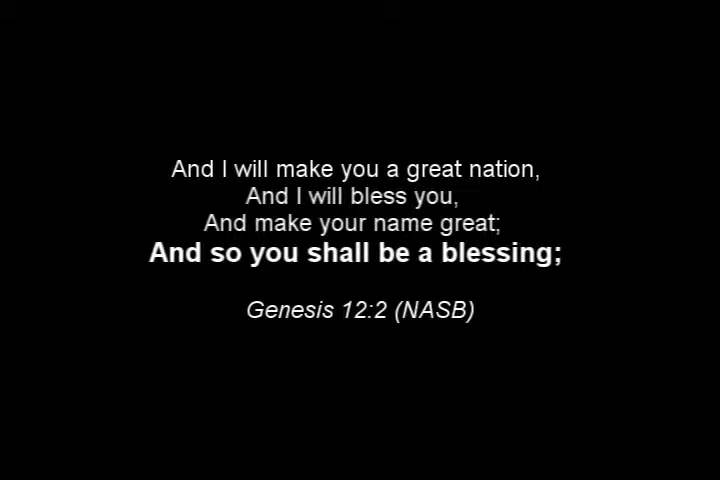 And I will make you a great nation,
And I will bless you,
And make your name great;
And so you shall be a blessing;
Genesis 12:2 (NASB)